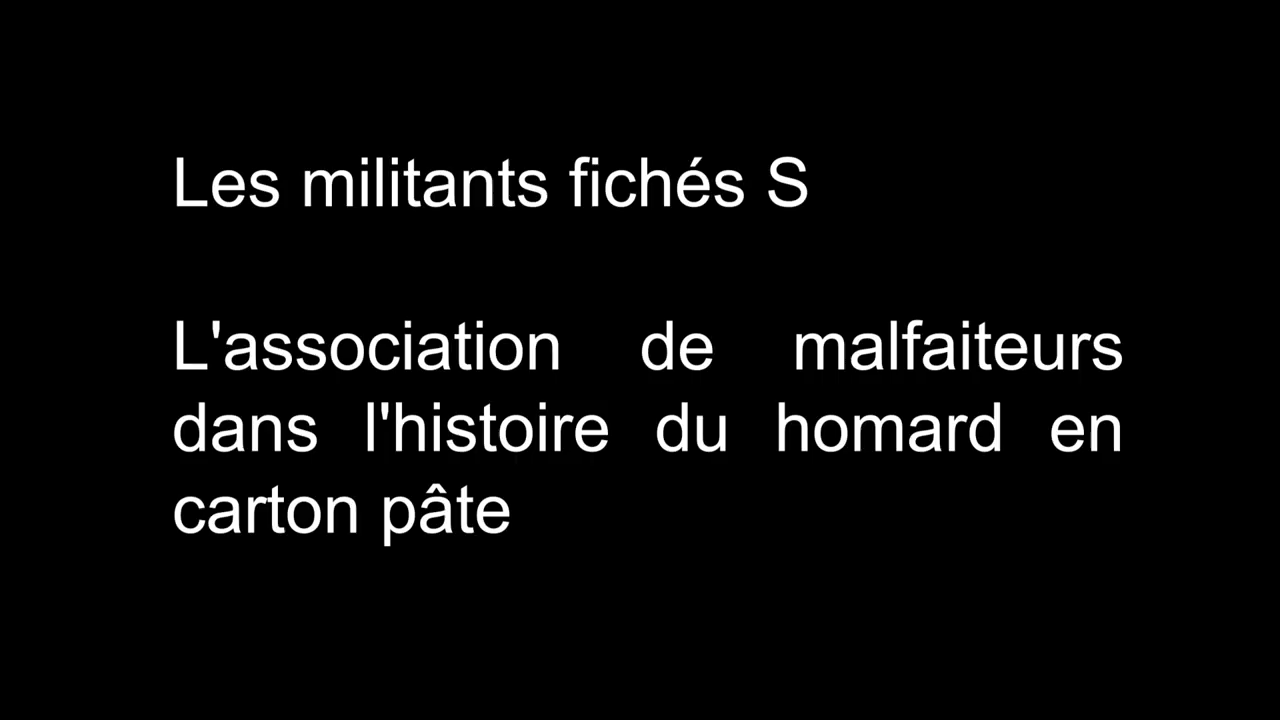 Les militants fichés S
L'association de malfaiteurs
dans l'histoire du homard en
carton pâte